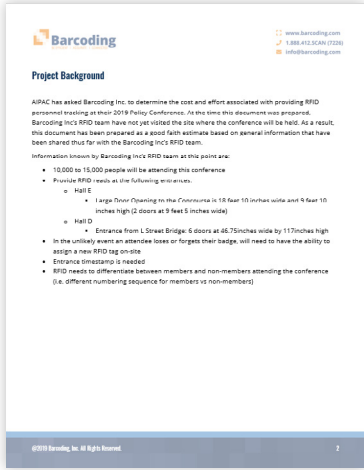 Barcoding
www.barcoding.com
1.888.412.SCAN (7226)
info@barcoding.com
Project Background
AIPAC has asked Barcoding Inc. to determine the cost and effort associated with providing RFID
personnel tracking at their 2019 Policy Conference. At the time this document was prepared,
Barcoding Inc's RFID team have not yet visited the site where the conference will be held. As a result,
this document has been prepared as a good faith estimate based on general information that have
been shared thus far with the Barcoding Inc.'s RFID team.
Information known by Barcoding Inc's RFID team at this point are:
• 10,000 to 15,000 people will be attending this conference
• Provide RFID reads at the following entrances:
o Hall E
▪ Large Door Opening to the Concourse is 18 feet 10 inches wide and 9 feet 10
inches high (2 doors at 9 feet 5 inches wide)
o Hall D
▪ Entrance from L Street Bridge: 6 doors at 46.75inches wide by 117inches high
• In the unlikely event an attendee loses or forgets their badge, will need to have the ability to
assign a new RFID tag on-site
• Entrance timestamp is needed
• RFID needs to differentiate between members and non-members attending the conference
(i.e. different numbering sequence for members vs non-members)
@2019 Barcoding, Inc. All Rights Reserved.
2